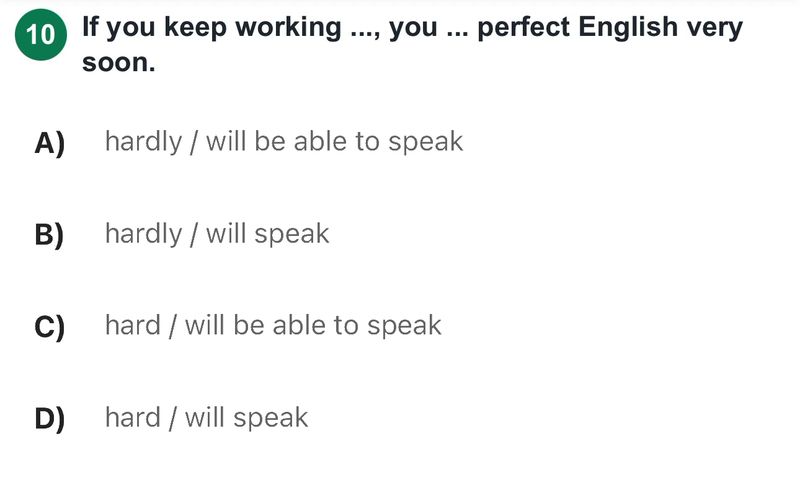 10 If you keep working ..., you ... perfect English very
soon.
A) hardly / will be able to speak
B) hardly / will speak
C) hard / will be able to speak
D) hard / will speak